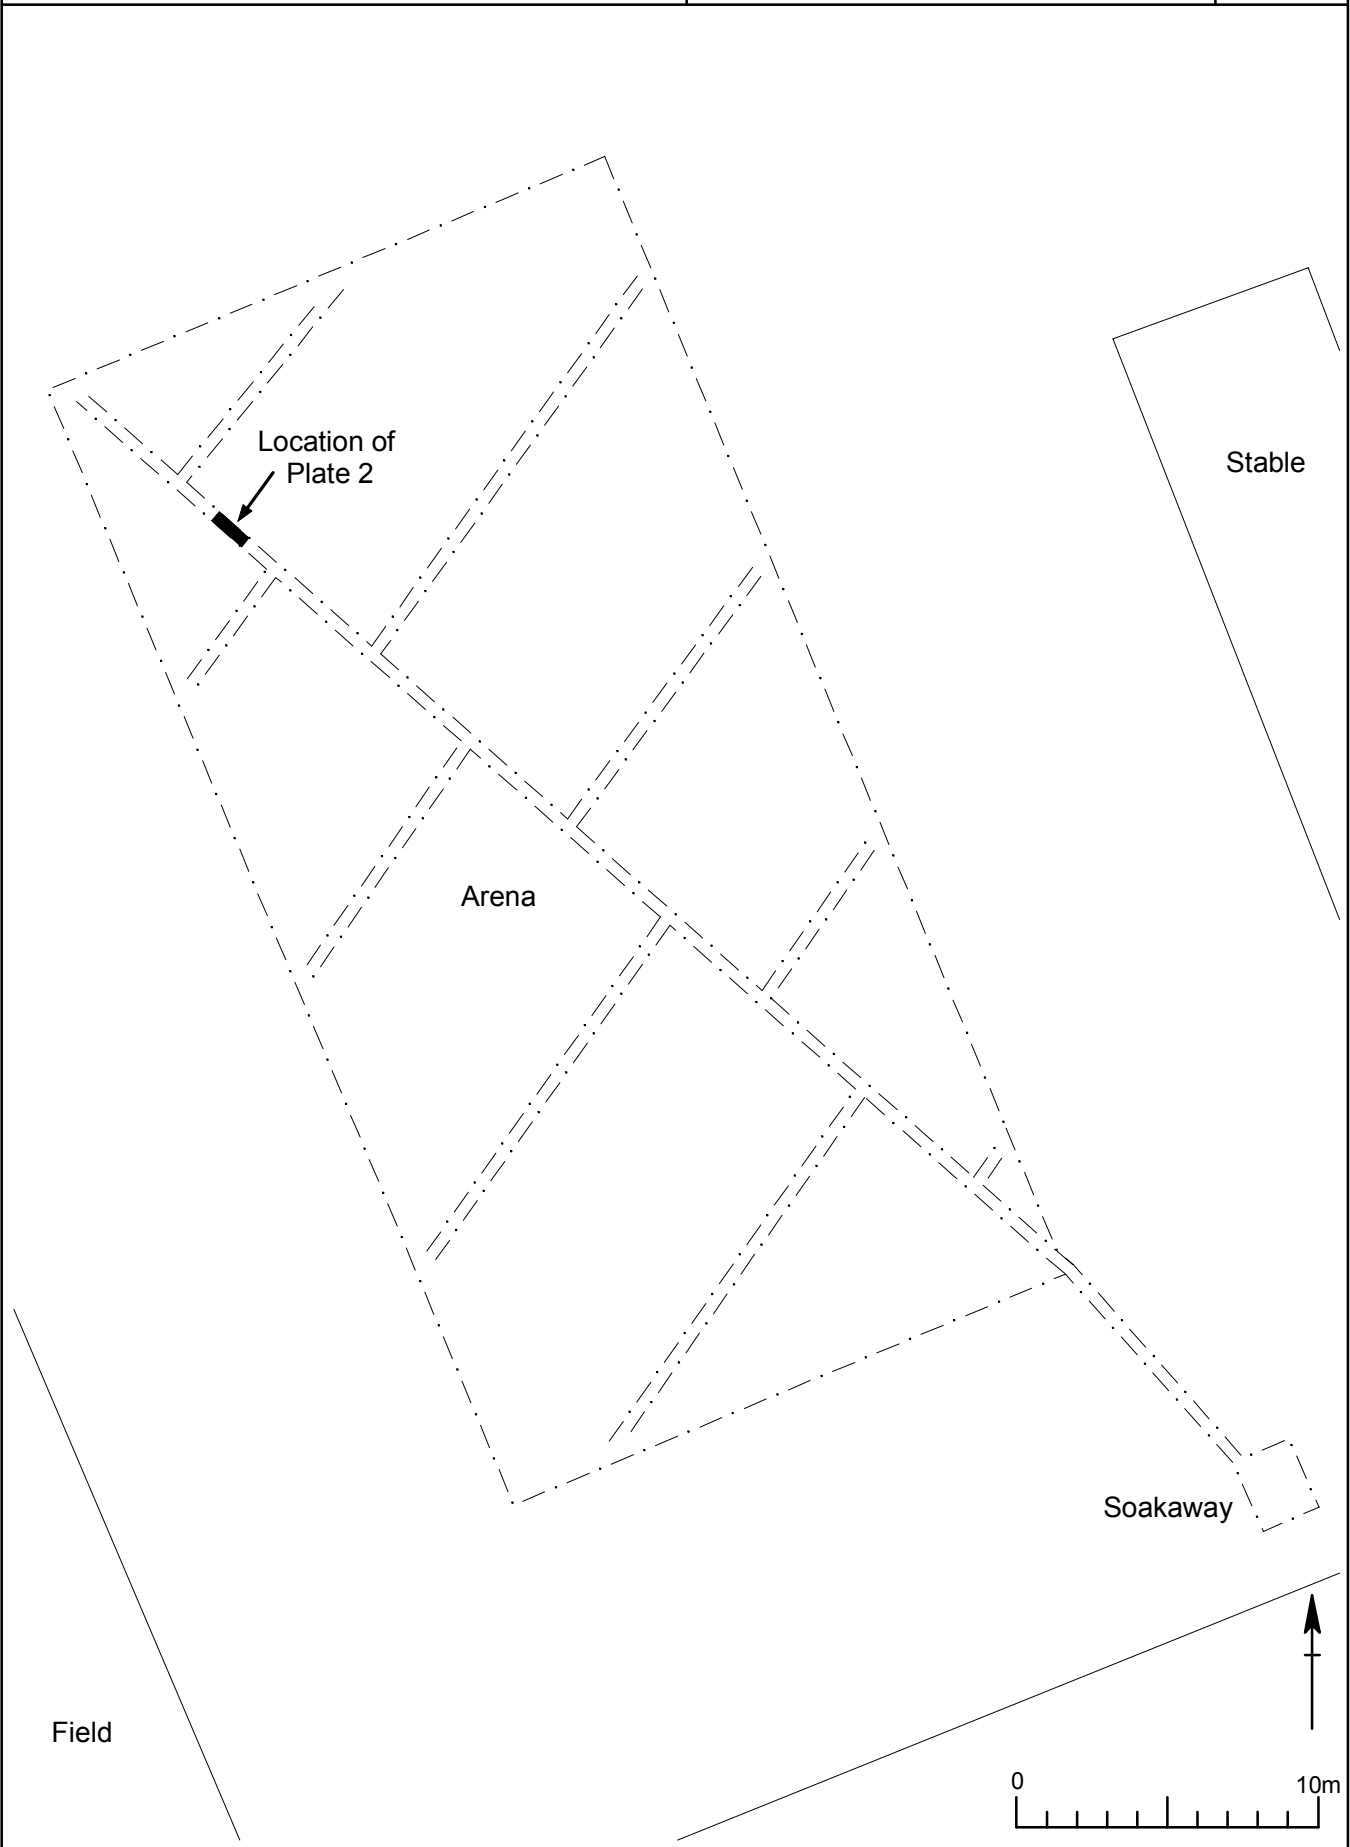 Location of
Plate 2
Stable
Arena
Soakaway
Field
0 10m